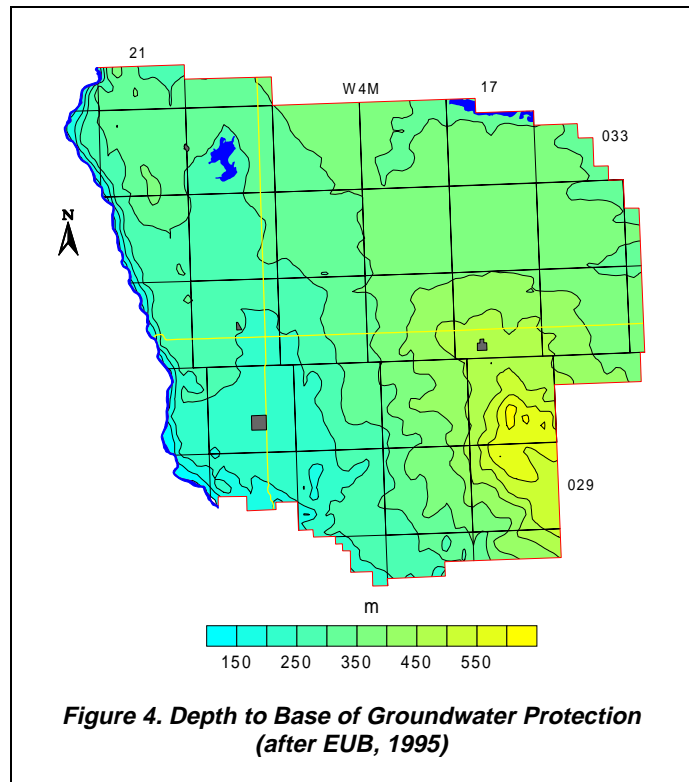 21
W4M
17
033
N
029
m
150 250 350 450 550
Figure 4. Depth to Base of Groundwater Protection
(after EUB, 1995)